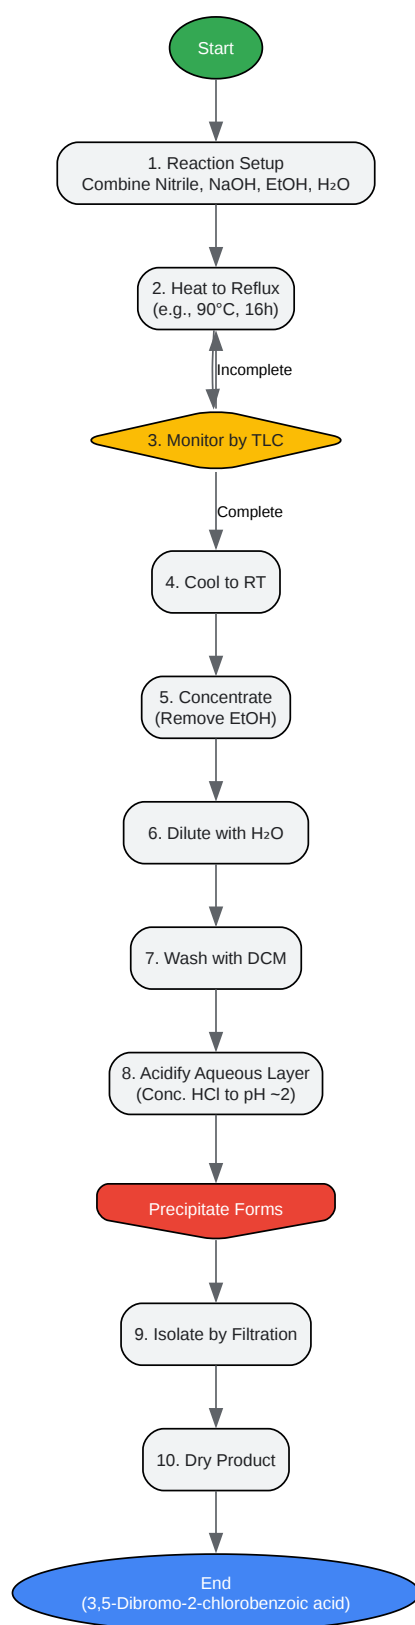 Start
1. Reaction Setup
Combine Nitrile, NaOH, EtOH, H₂O
2. Heat to Reflux
(e.g., 90°C, 16h)
Incomplete
3. Monitor by TLC
Complete
4. Cool to RT
5. Concentrate
(Remove EtOH)
6. Dilute with H₂O
7. Wash with DCM
8. Acidify Aqueous Layer
(Conc. HCl to pH ~2)
Precipitate Forms
9. Isolate by Filtration
10. Dry Product
End
(3,5-Dibromo-2-chlorobenzoic acid)